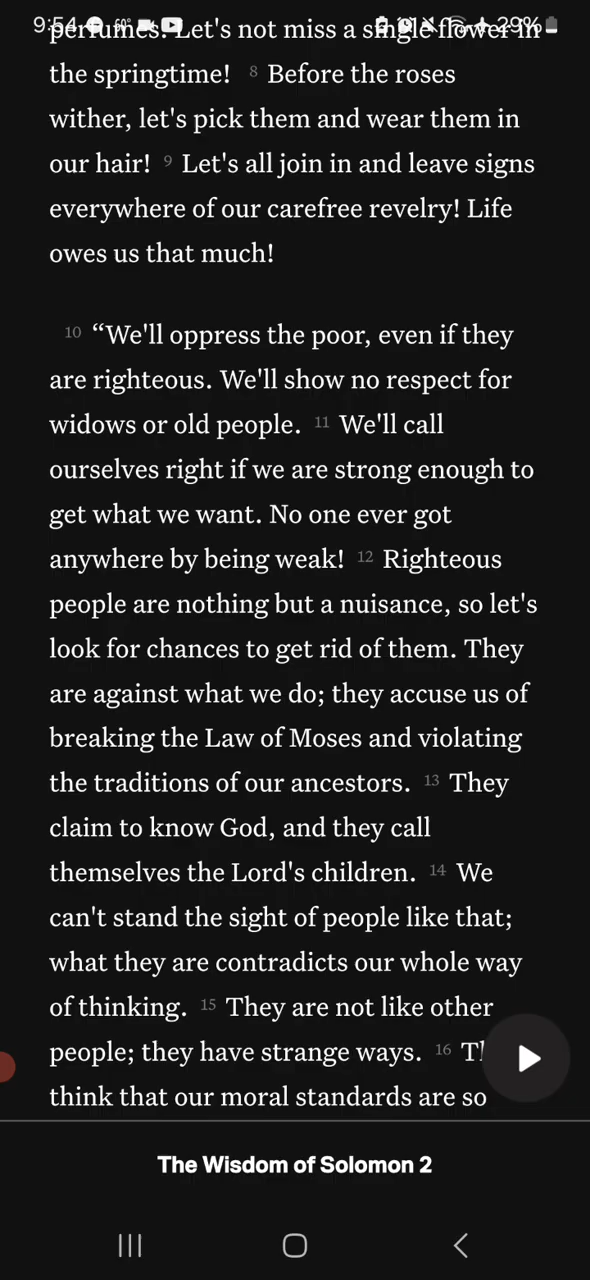 9:54 60° 29%
perfumes! Let's not miss a single flower in
the springtime! 8 Before the roses
wither, let's pick them and wear them in
our hair! 9 Let's all join in and leave signs
everywhere of our carefree revelry! Life
owes us that much!
10 “We'll oppress the poor, even if they
are righteous. We'll show no respect for
widows or old people. 11 We'll call
ourselves right if we are strong enough to
get what we want. No one ever got
anywhere by being weak! 12 Righteous
people are nothing but a nuisance, so let's
look for chances to get rid of them. They
are against what we do; they accuse us of
breaking the Law of Moses and violating
the traditions of our ancestors. 13 They
claim to know God, and they call
themselves the Lord's children. 14 We
can't stand the sight of people like that;
what they are contradicts our whole way
of thinking. 15 They are not like other
people; they have strange ways. 16
think that our moral standards are so
The Wisdom of Solomon 2